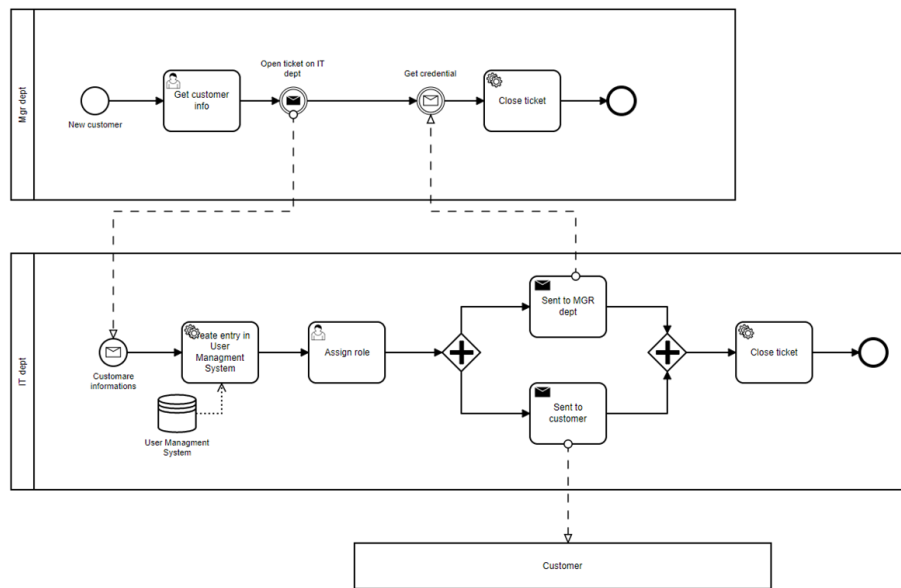 Mgr dept
New customer
Get customer
info
Open ticket on IT
dept
Get credential
Close ticket
IT dept
Customare
informations
Create entry in
User
Managment
System
User Managment
System
Assign role
Sent to MGR
dept
Sent to
customer
Close ticket
Customer